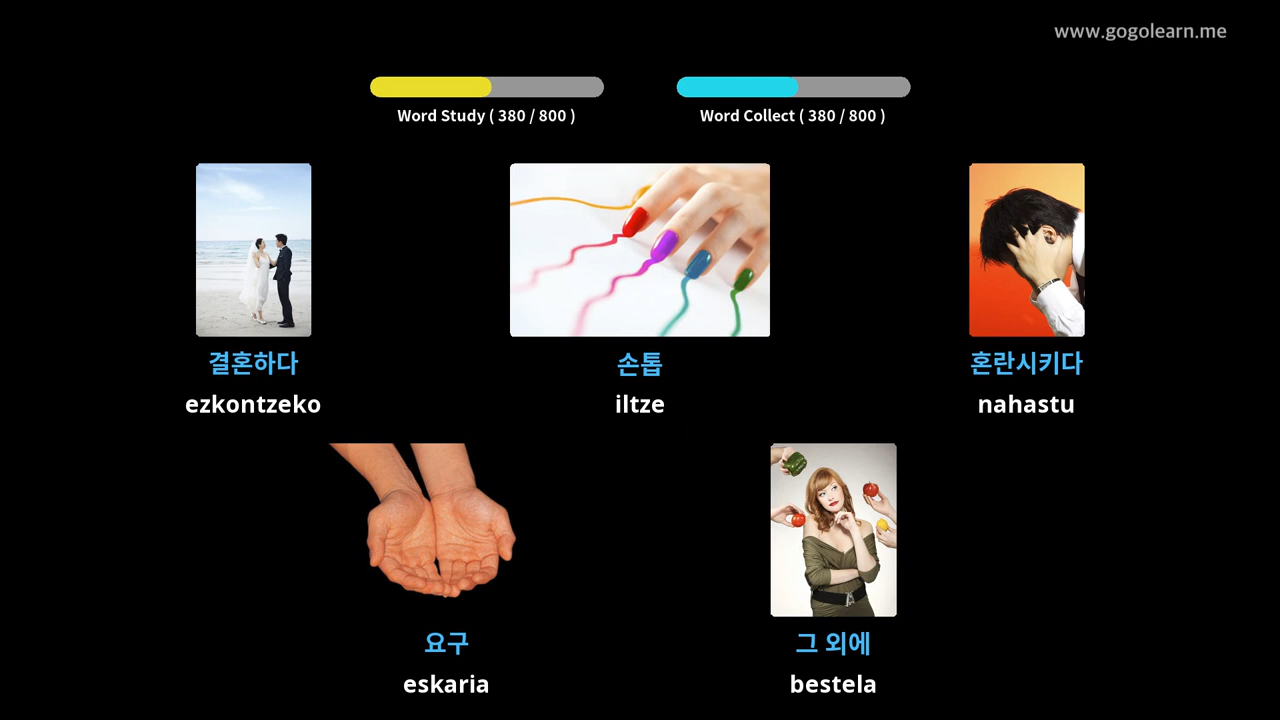 www.gogolearn.me
Word Study ( 380 / 800 )
Word Collect ( 380 / 800 )
결혼하다
손톱
혼란시키다
ezkontzeko
iltze
nahastu
요구
그 외에
eskaria
bestela